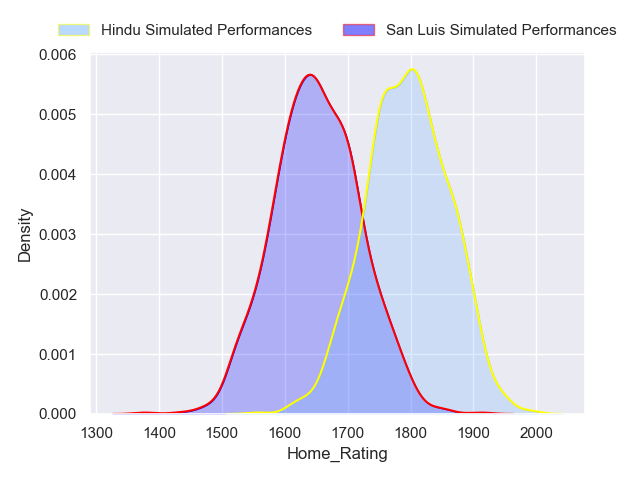 Hindu Simulated Performances San Luis Simulated Performances
0.006
0.005
0.004
0.003
0.002
0.001
0.000
Density
1300 1400 1500 1600 1700 1800 1900 2000
Home_Rating